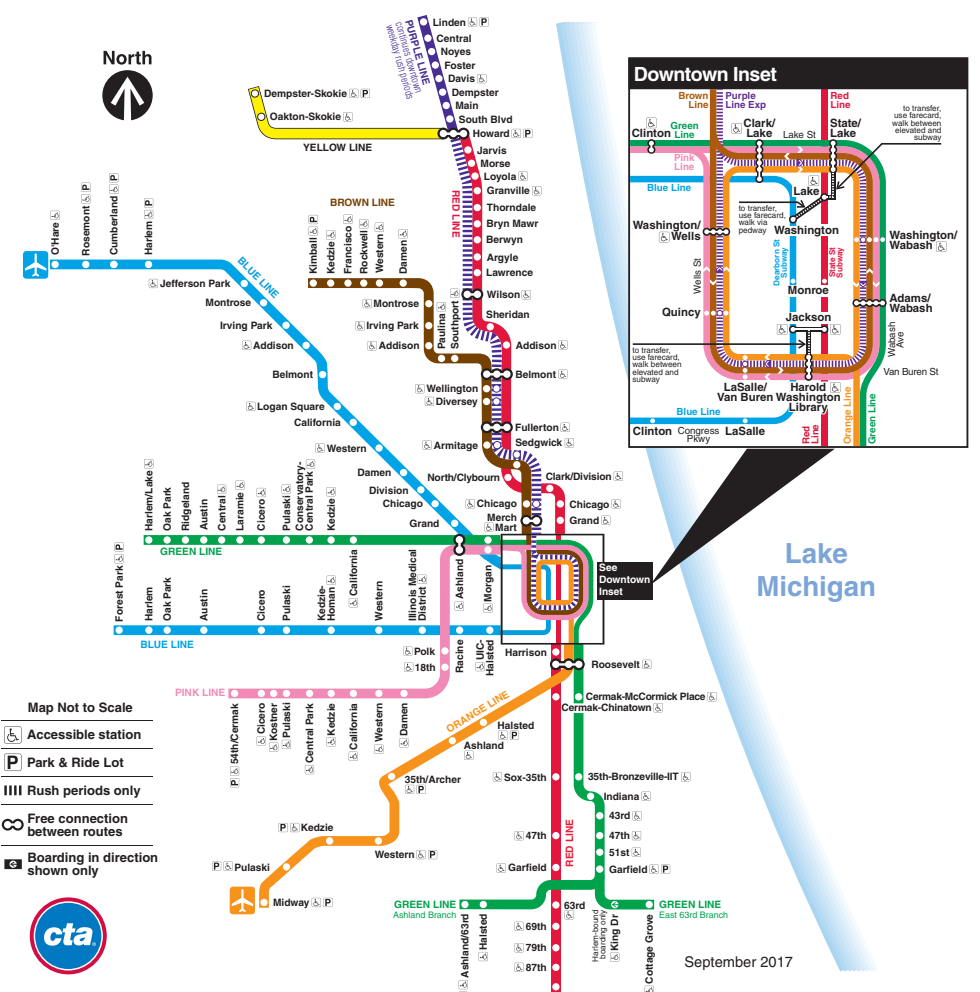 North
Linden P
Central
Noyes
Foster
Davis
Dempster
Main
South Blvd
Howard P
PURPLE LINE
continues downtown
weekday rush periods
Dempster-Skokie P
Oakton-Skokie
YELLOW LINE
Jarvis
Morse
Loyola
Granville
Thorndale
Bryn Mawr
Berwyn
Argyle
Lawrence
Wilson
Sheridan
Addison
Belmont
Fullerton
RED LINE
BROWN LINE
Kimball P
Kedzie
Francisco
Rockwell
Western
Damen
Montrose
Irving Park
Addison
Paulina
Southport
Wellington
Diversey
Armitage
Sedgwick
North/Clybourn
Clark/Division
Chicago
Chicago
Merch
Mart
Grand
O'Hare
Rosemont P
Cumberland P
Harlem P
BLUE LINE
Jefferson Park
Montrose
Irving Park
Addison
Belmont
Logan Square
California
Western
Damen
Division
Chicago
Grand
Harlem/Lake
Oak Park
Ridgeland
Austin
Central
Laramie
Cicero
Pulaski
Conservatory-
Central Park
Kedzie
California
Ashland
Morgan
GREEN LINE
Forest Park P
Harlem
Oak Park
Austin
Cicero
Pulaski
Kedzie-
Homan
Western
Illinois Medical
District
Racine
UIC-
Halsted
BLUE LINE
See
Downtown
Inset
Polk
18th
PINK LINE
54th/Cermak P
Cicero
Kostner
Pulaski
Central Park
Kedzie
California
Western
Damen
Harrison
Roosevelt
Cermak-McCormick Place
Cermak-Chinatown
ORANGE LINE
Halsted
P
Ashland
35th/Archer
P
Western P
P Kedzie
P Pulaski
Midway P
Sox-35th
35th-Bronzeville-IIT
Indiana
43rd
47th
47th
51st
Garfield
Garfield P
RED LINE
GREEN LINE
Ashland Branch
63rd
GREEN LINE
East 63rd Branch
Ashland/63rd
Halsted
Harlem-bound
boarding only
King Dr
Cottage Grove
69th
79th
87th
Lake
Michigan
September 2017
Map Not to Scale
Accessible station
P Park & Ride Lot
Rush periods only
Free connection
between routes
Boarding in direction
shown only
cta
Downtown Inset
Brown
Line
Purple
Line Exp
Red
Line
Clinton
Green
Line
Clark/
Lake
Lake St
State/
Lake
to transfer,
use farecard,
walk between
elevated and
subway
Pink
Line
Blue Line
Lake
to transfer,
use farecard,
walk via
pedway
Washington
Washington/
Wells
Washington/
Wabash
Wells St
Dearborn St
Subway
State St
Subway
Monroe
Quincy
Adams/
Wabash
Jackson
Wabash
Ave
to transfer,
use farecard,
walk between
elevated and
subway
Van Buren St
LaSalle/
Van Buren
Harold
Washington
Library
Blue Line
Clinton
Congress
Pkwy
LaSalle
Red
Line
Orange Line
Green Line